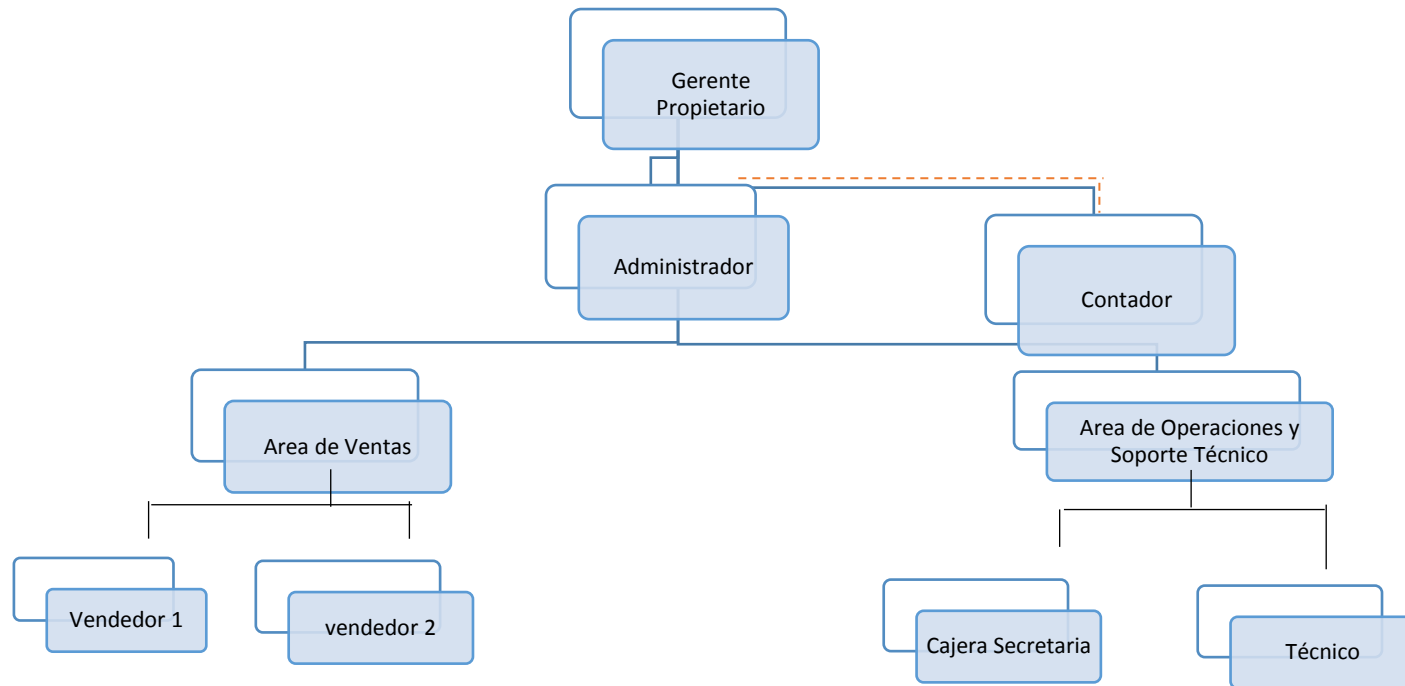 Gerente
Propietario
Administrador
Contador
Area de Ventas
Area de Operaciones y
Soporte Técnico
Vendedor 1
vendedor 2
Cajera Secretaria
Técnico